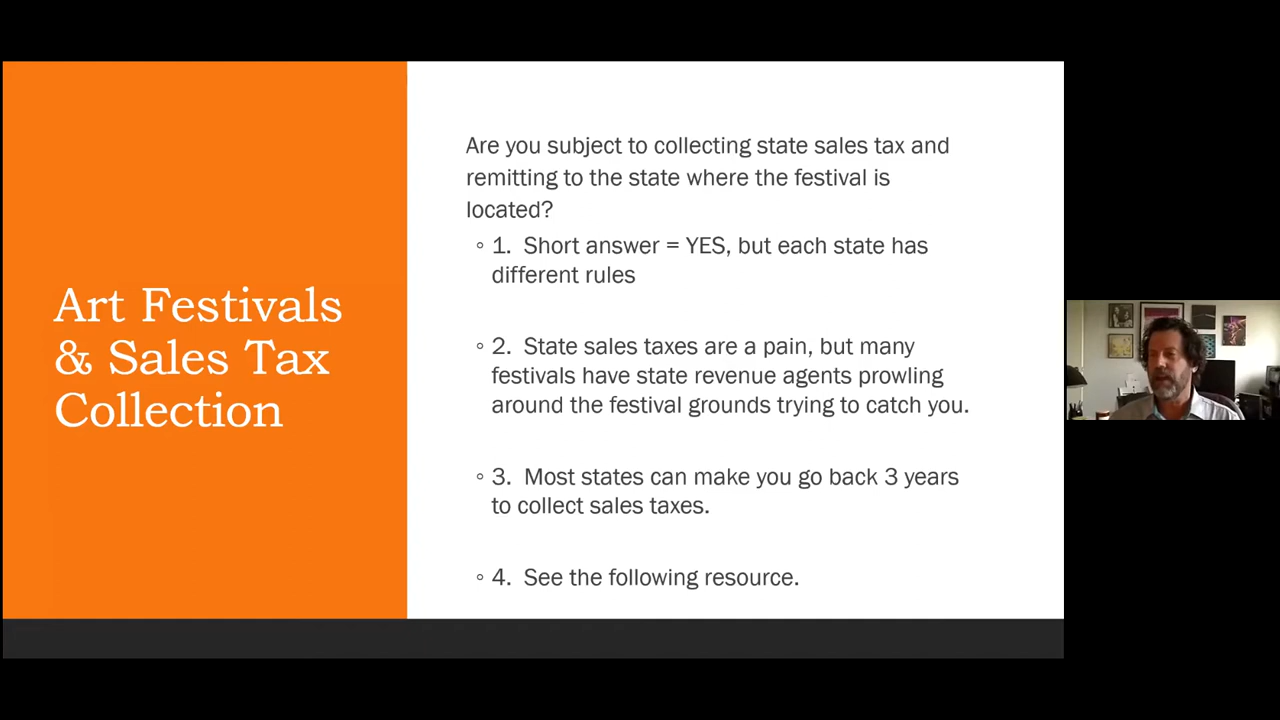 Art Festivals
& Sales Tax
Collection
Are you subject to collecting state sales tax and
remitting to the state where the festival is
located?
◦ 1. Short answer = YES, but each state has
different rules
◦ 2. State sales taxes are a pain, but many
festivals have state revenue agents prowling
around the festival grounds trying to catch you.
◦ 3. Most states can make you go back 3 years
to collect sales taxes.
◦ 4. See the following resource.